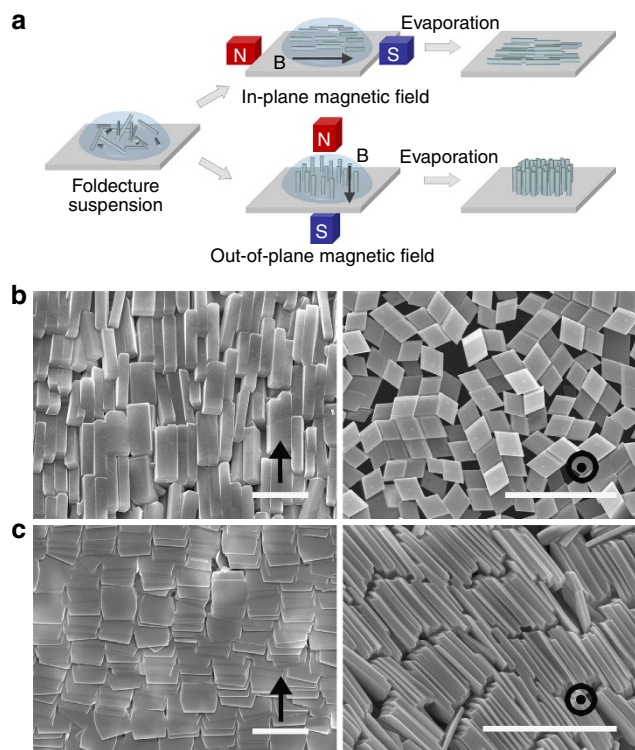 a
Evaporation
N
B
S
In-plane magnetic field
N
Evaporation
B
Foldecture
suspension
S
Out-of-plane magnetic field
b
c